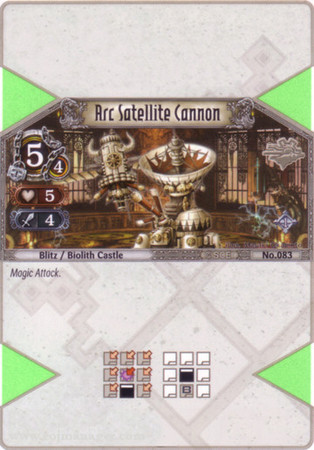 Arc Satellite Cannon
5
4
5
4
Blitz / Biolith Castle
No.083
Magic Attack.